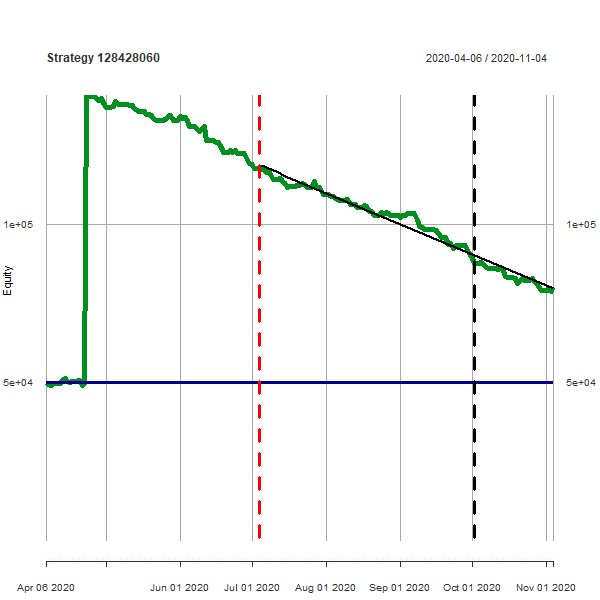 Strategy 128428060
2020-04-06 / 2020-11-04
1e+05
1e+05
Equity
5e+04
5e+04
Apr 06 2020
Jun 01 2020
Jul 01 2020
Aug 01 2020
Sep 01 2020
Oct 01 2020
Nov 01 2020